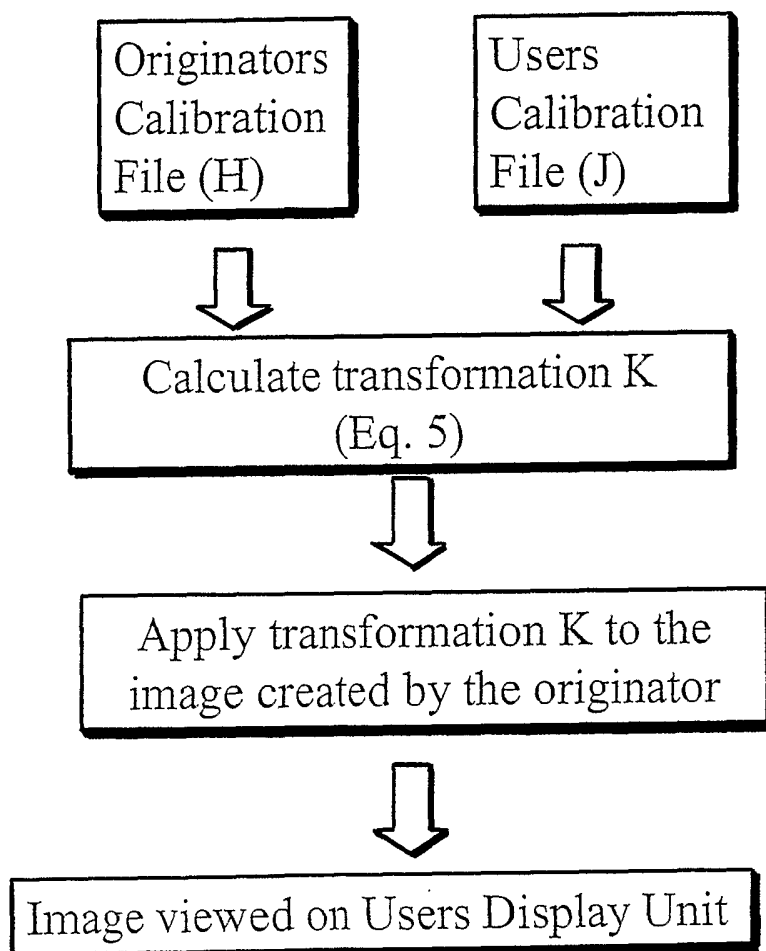 Originators
Calibration
File (H)
Users
Calibration
File (J)
Calculate transformation K
(Eq. 5)
Apply transformation K to the
image created by the originator
Image viewed on Users Display Unit